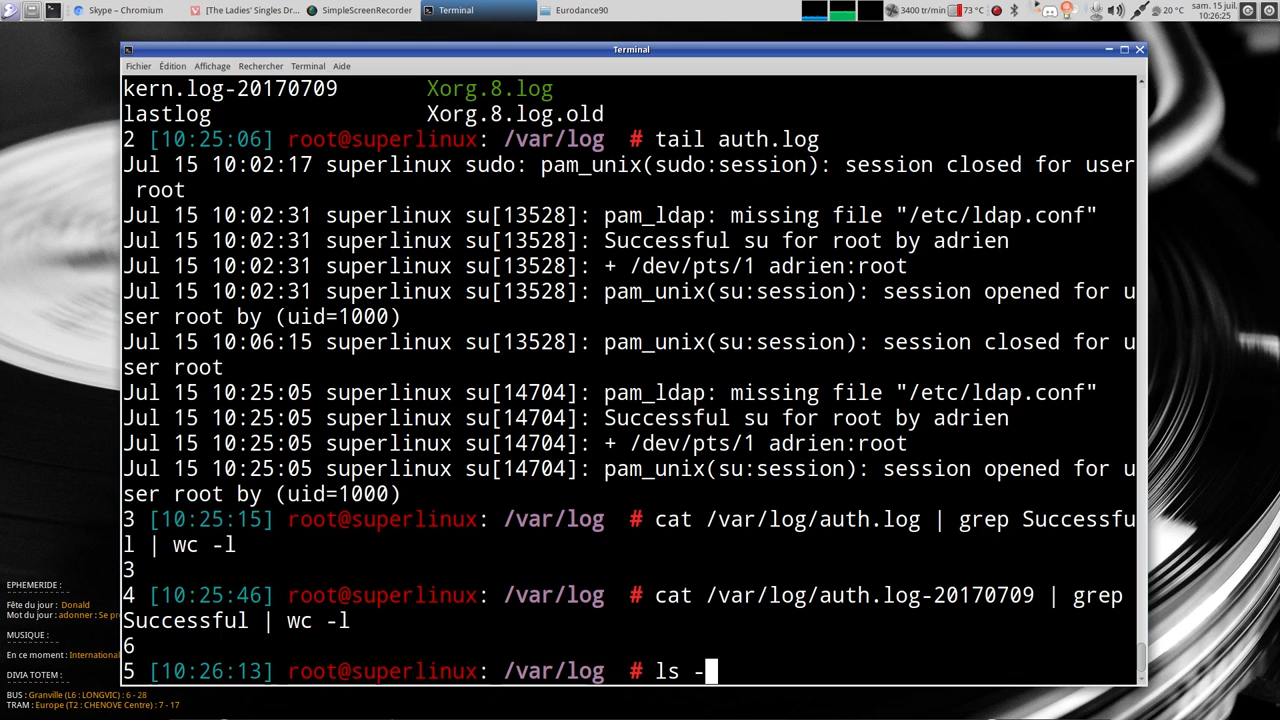 Skype – Chromium
[The Ladies' Singles Dr...
SimpleScreenRecorder
Terminal
Eurodance90
3400 tr/min
73 °C
20 °C
sam. 15 juil.
10:26:25
Terminal
Fichier Édition Affichage Rechercher Terminal Aide
kern.log-20170709 Xorg.8.log
lastlog Xorg.8.log.old
2 [10:25:06] root@superlinux: /var/log # tail auth.log
Jul 15 10:02:17 superlinux sudo: pam_unix(sudo:session): session closed for user
root
Jul 15 10:02:31 superlinux su[13528]: pam_ldap: missing file "/etc/ldap.conf"
Jul 15 10:02:31 superlinux su[13528]: Successful su for root by adrien
Jul 15 10:02:31 superlinux su[13528]: + /dev/pts/1 adrien:root
Jul 15 10:02:31 superlinux su[13528]: pam_unix(su:session): session opened for u
ser root by (uid=1000)
Jul 15 10:06:15 superlinux su[13528]: pam_unix(su:session): session closed for u
ser root
Jul 15 10:25:05 superlinux su[14704]: pam_ldap: missing file "/etc/ldap.conf"
Jul 15 10:25:05 superlinux su[14704]: Successful su for root by adrien
Jul 15 10:25:05 superlinux su[14704]: + /dev/pts/1 adrien:root
Jul 15 10:25:05 superlinux su[14704]: pam_unix(su:session): session opened for u
ser root by (uid=1000)
3 [10:25:15] root@superlinux: /var/log # cat /var/log/auth.log | grep Successfu
l | wc -l
3
4 [10:25:46] root@superlinux: /var/log # cat /var/log/auth.log-20170709 | grep
Successful | wc -l
6
5 [10:26:13] root@superlinux: /var/log # ls -
EPHEMERIDE :
Fête du jour : Donald
Mot du jour : adonner : Se pr
MUSIQUE :
En ce moment : International
DIVIA TOTEM :
BUS : Granville (L6 : LONGVIC) : 6 - 28
TRAM : Europe (T2 : CHENOVE Centre) : 7 - 17